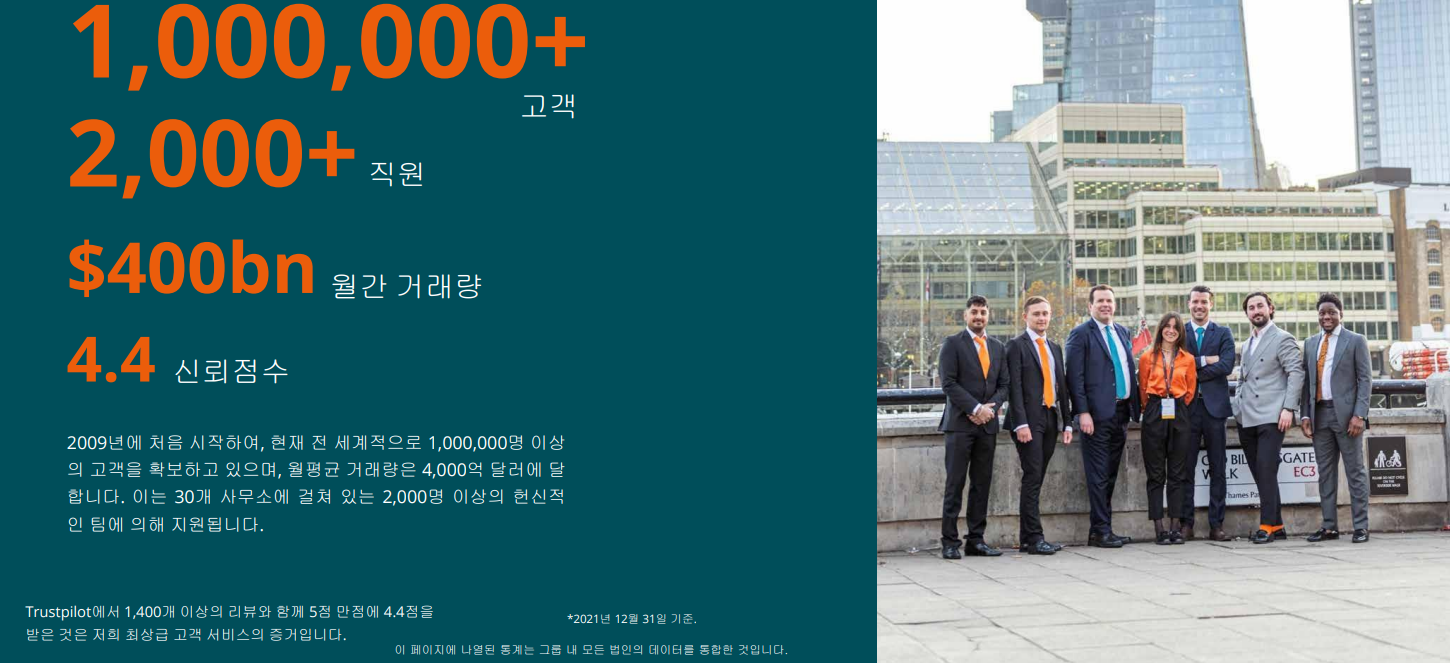 1,000,000+
고객
2,000+ 직원
$400bn 월간 거래량
4.4 신뢰점수
2009년에 처음 시작하여, 현재 전 세계적으로 1,000,000명 이상
의 고객을 확보하고 있으며, 월평균 거래량은 4,000억 달러에 달
합니다. 이는 30개 사무소에 걸쳐 있는 2,000명 이상의 헌신적
인 팀에 의해 지원됩니다.
Trustpilot에서 1,400개 이상의 리뷰와 함께 5점 만점에 4.4점을
받은 것은 저희 최상급 고객 서비스의 증거입니다.
*2021년 12월 31일 기준.
이 페이지에 나열된 통계는 그룹 내 모든 법인의 데이터를 통합한 것입니다.
EC3
Thames